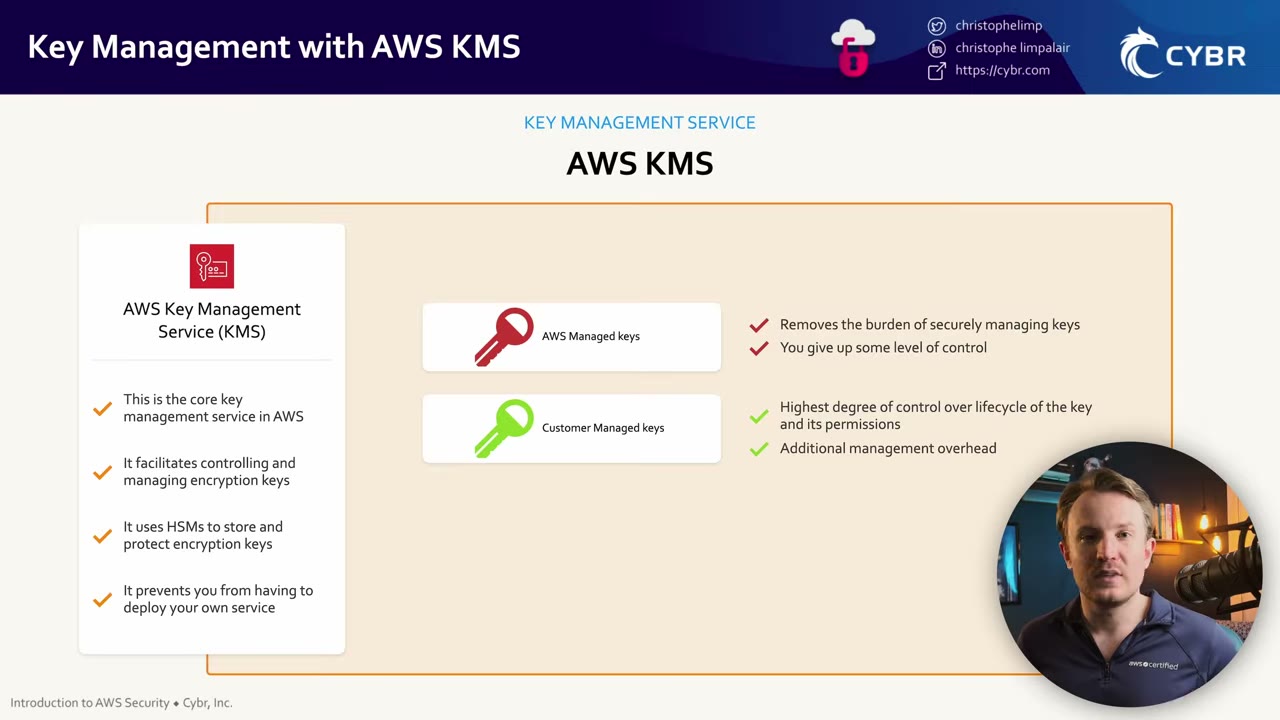 Key Management with AWS KMS
christophelimp
christophe limpalair
https://cybr.com
CYBR
KEY MANAGEMENT SERVICE
AWS KMS
AWS Key Management
Service (KMS)
This is the core key
management service in AWS
It facilitates controlling and
managing encryption keys
It uses HSMs to store and
protect encryption keys
It prevents you from having to
deploy your own service
AWS Managed keys
Removes the burden of securely managing keys
You give up some level of control
Customer Managed keys
Highest degree of control over lifecycle of the key
and its permissions
Additional management overhead
aws certified
Introduction to AWS Security ◆ Cybr, Inc.